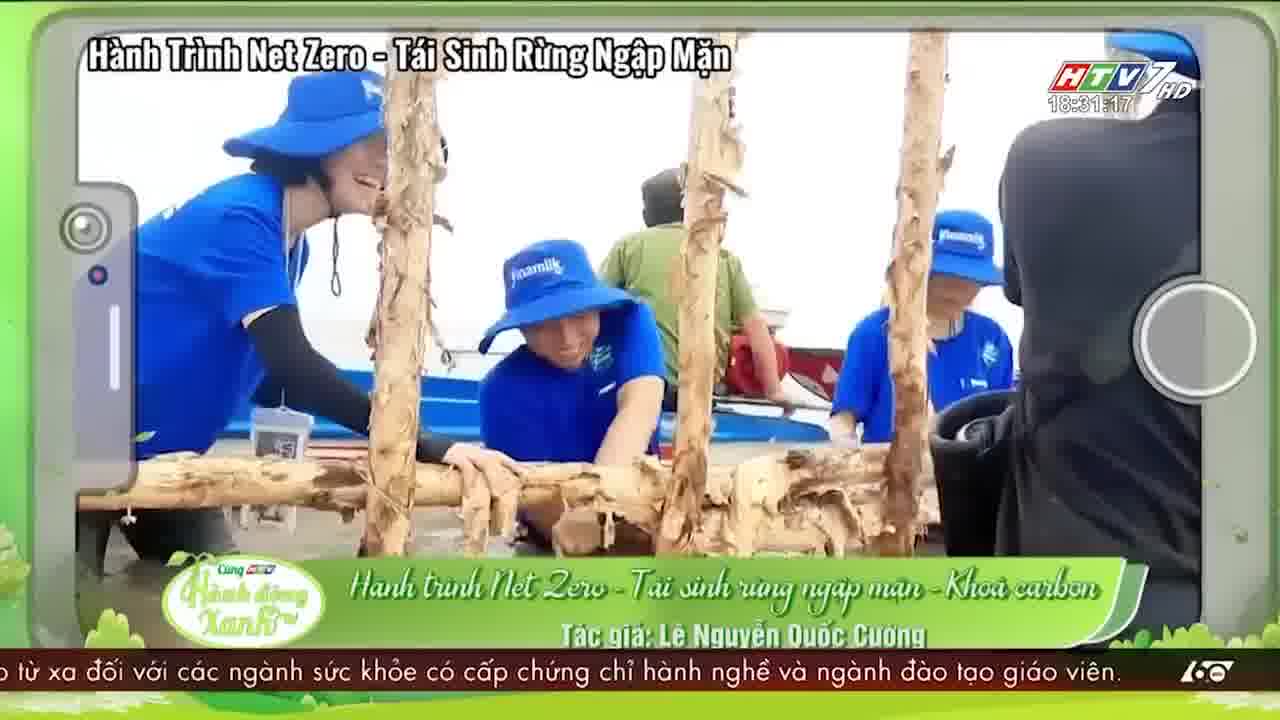 Hành Trình Net Zero - Tái Sinh Rừng Ngập Mặn
HTV7 HD
18:31:17
Vinamilk
Vinamilk
Cùng HTV
Hành động
Xanh
Hành trình Net Zero - Tái sinh rừng ngập mặn - Khoá carbon
Tác giả: Lê Nguyễn Quốc Cường
từ xa đối với các ngành sức khỏe có cấp chứng chỉ hành nghề và ngành đào tạo giáo viên.